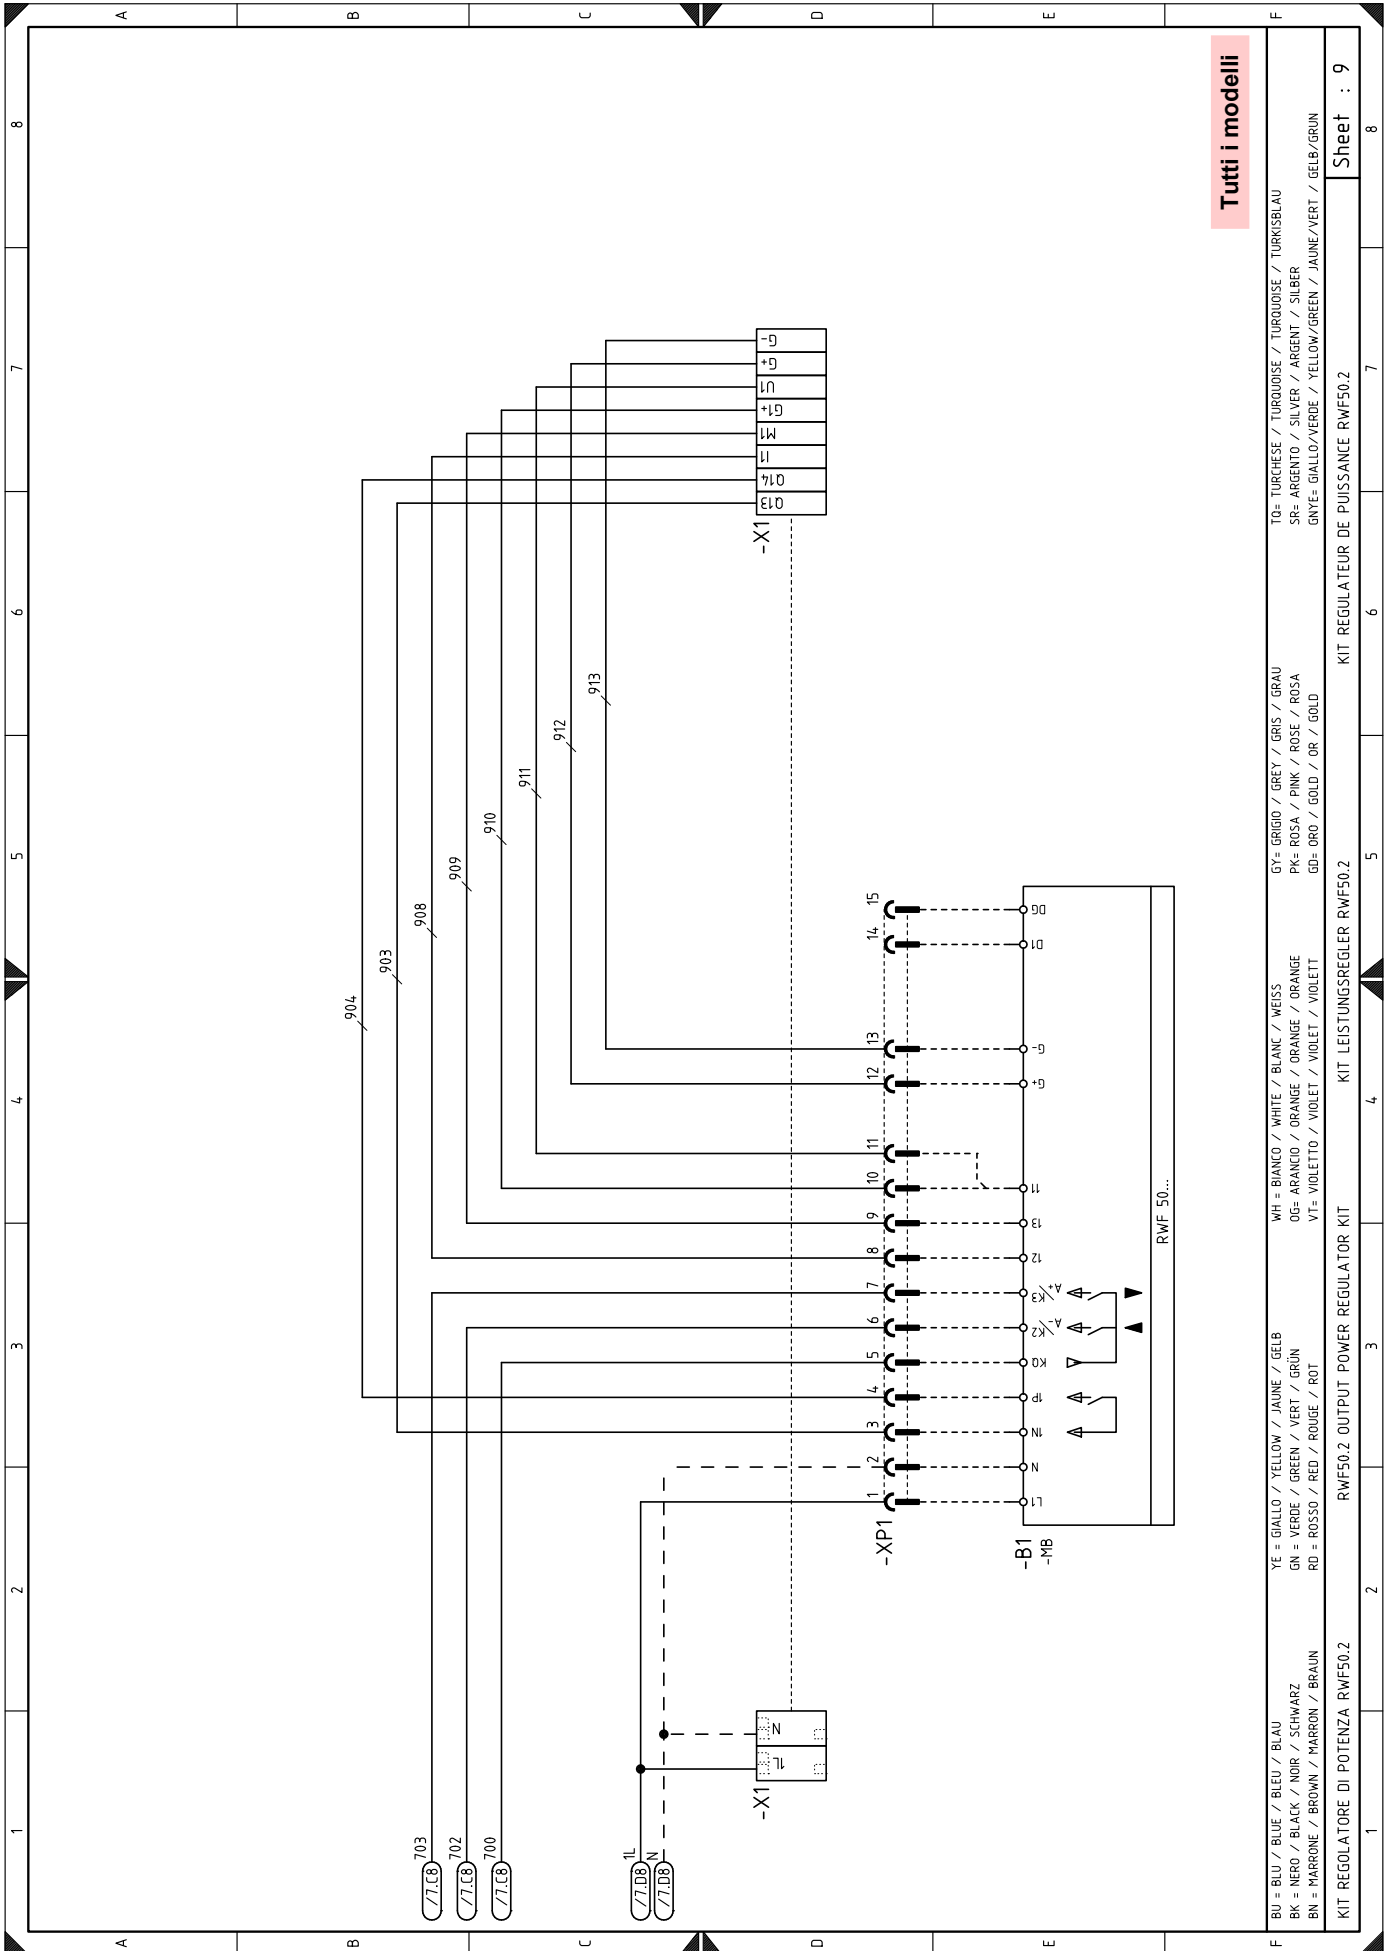 1 2 3 4 5 6 7 8
A
B
C
D
E
F
904
903
908
909
910
911
912
913
703
/7.C8
702
/7.C8
700
/7.C8
1L
/7.D8
N
/7.D8
-X1
1L N
-X1
Q13 Q14 I1 M1 G1+ U1 G+ G-
-XP1
1 2 3 4 5 6 7 8 9 10 11 12 13 14 15
-B1
-MB
L1 N 1N 1P KQ K2/A- K3/A+ 12 13 11 G+ G- D1 DG
RWF 50...
Tutti i modelli
BU = BLU / BLUE / BLEU / BLAU
BK = NERO / BLACK / NOIR / SCHWARZ
BN = MARRONE / BROWN / MARRON / BRAUN
YE = GIALLO / YELLOW / JAUNE / GELB
GN = VERDE / GREEN / VERT / GRÜN
RD = ROSSO / RED / ROUGE / ROT
WH = BIANCO / WHITE / BLANC / WEISS
OG= ARANCIO / ORANGE / ORANGE / ORANGE
VT= VIOLETTO / VIOLET / VIOLET / VIOLETT
GY= GRIGIO / GREY / GRIS / GRAU
PK= ROSA / PINK / ROSE / ROSA
GD= ORO / GOLD / OR / GOLD
TQ= TURCHESE / TURQUOISE / TURQUOISE / TURKISBLAU
SR= ARGENTO / SILVER / ARGENT / SILBER
GNYE= GIALLO/VERDE / YELLOW/GREEN / JAUNE/VERT / GELB/GRUN
KIT REGOLATORE DI POTENZA RWF50.2
RWF50.2 OUTPUT POWER REGULATOR KIT
KIT LEISTUNGSREGLER RWF50.2
KIT REGULATEUR DE PUISSANCE RWF50.2
Sheet : 9
1 2 3 4 5 6 7 8
A
B
C
D
E
F